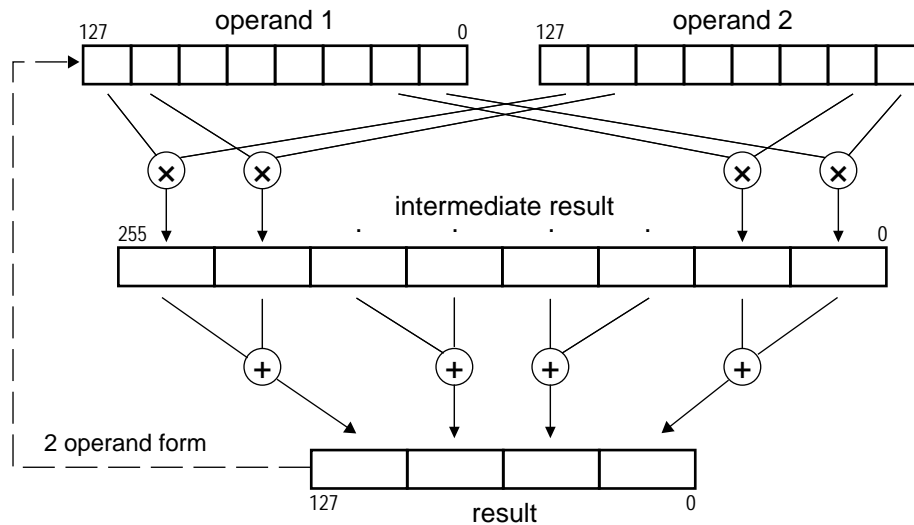 operand 1
operand 2
127 0 127
× × × ×
intermediate result
255 . . . . 0
+ + + +
2 operand form
127 0
result